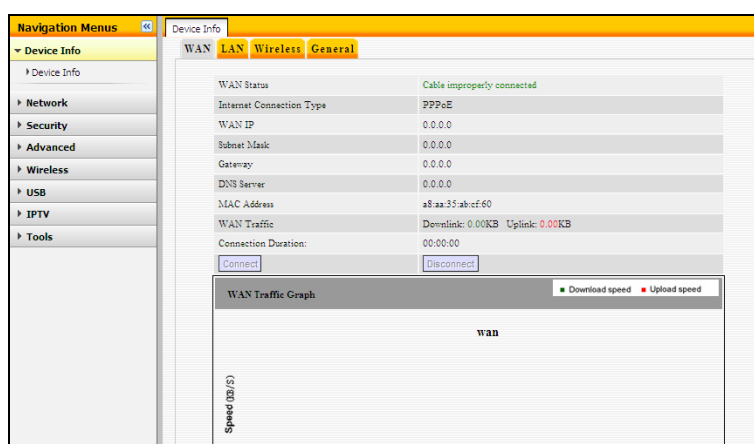 Navigation Menus «
Device Info
Device Info
Network
Security
Advanced
Wireless
USB
IPTV
Tools
Device Info
WAN LAN Wireless General
WAN Status Cable improperly connected
Internet Connection Type PPPoE
WAN IP 0.0.0.0
Subnet Mask 0.0.0.0
Gateway 0.0.0.0
DNS Server 0.0.0.0
MAC Address a8:aa:35:ab:cf:60
WAN Traffic Downlink: 0.00KB Uplink: 0.00KB
Connection Duration: 00:00:00
Connect Disconnect
WAN Traffic Graph Download speed Upload speed
wan
Speed (KB/S)